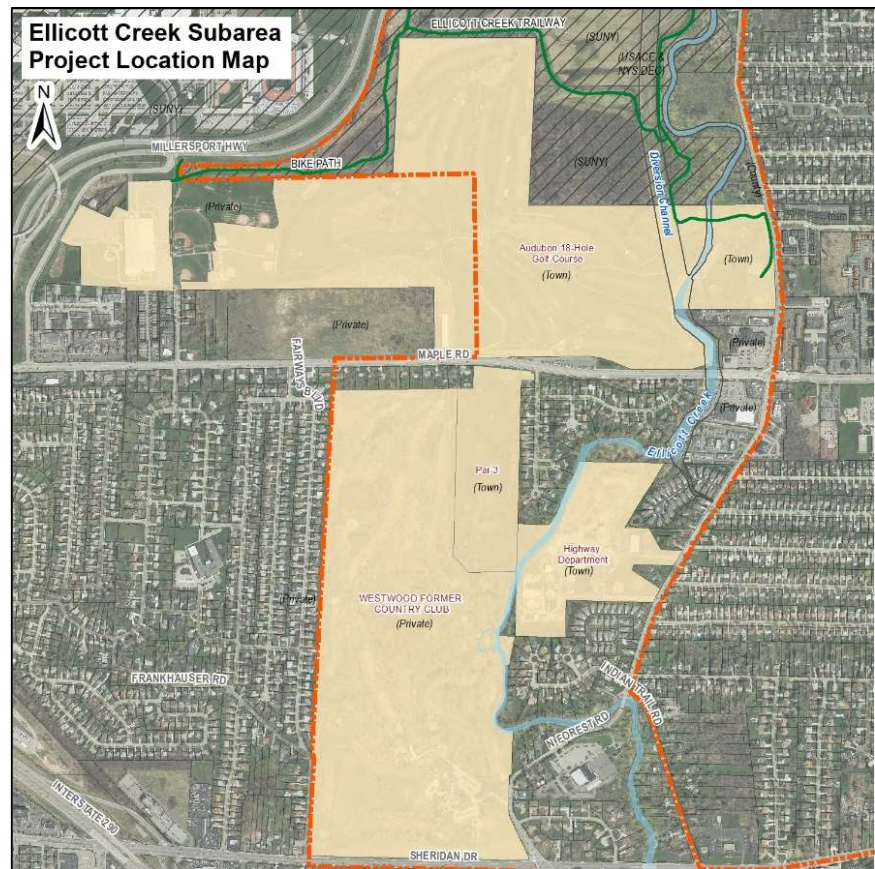 Ellicott Creek Subarea
Project Location Map
N
ELLICOTT CREEK TRAILWAY
(SUNY)
(USACE &
NYS DEC)
(SUNY)
MILLERSPORT HWY
BIKE PATH
(SUNY)
(County)
(Private)
Diversion Channel
Audubon 18-Hole
Golf Course
(Town)
(Town)
(Private)
(Private)
FAIRWAYS BLVD
MAPLE RD
(Private)
Ellicott Creek
Par 3
(Town)
Highway
Department
(Town)
WESTWOOD FORMER
COUNTRY CLUB
(Private)
(Private)
FRANKHAUSER RD
INDIAN TRAIL RD
N FOREST RD
INTERSTATE 290
SHERIDAN DR